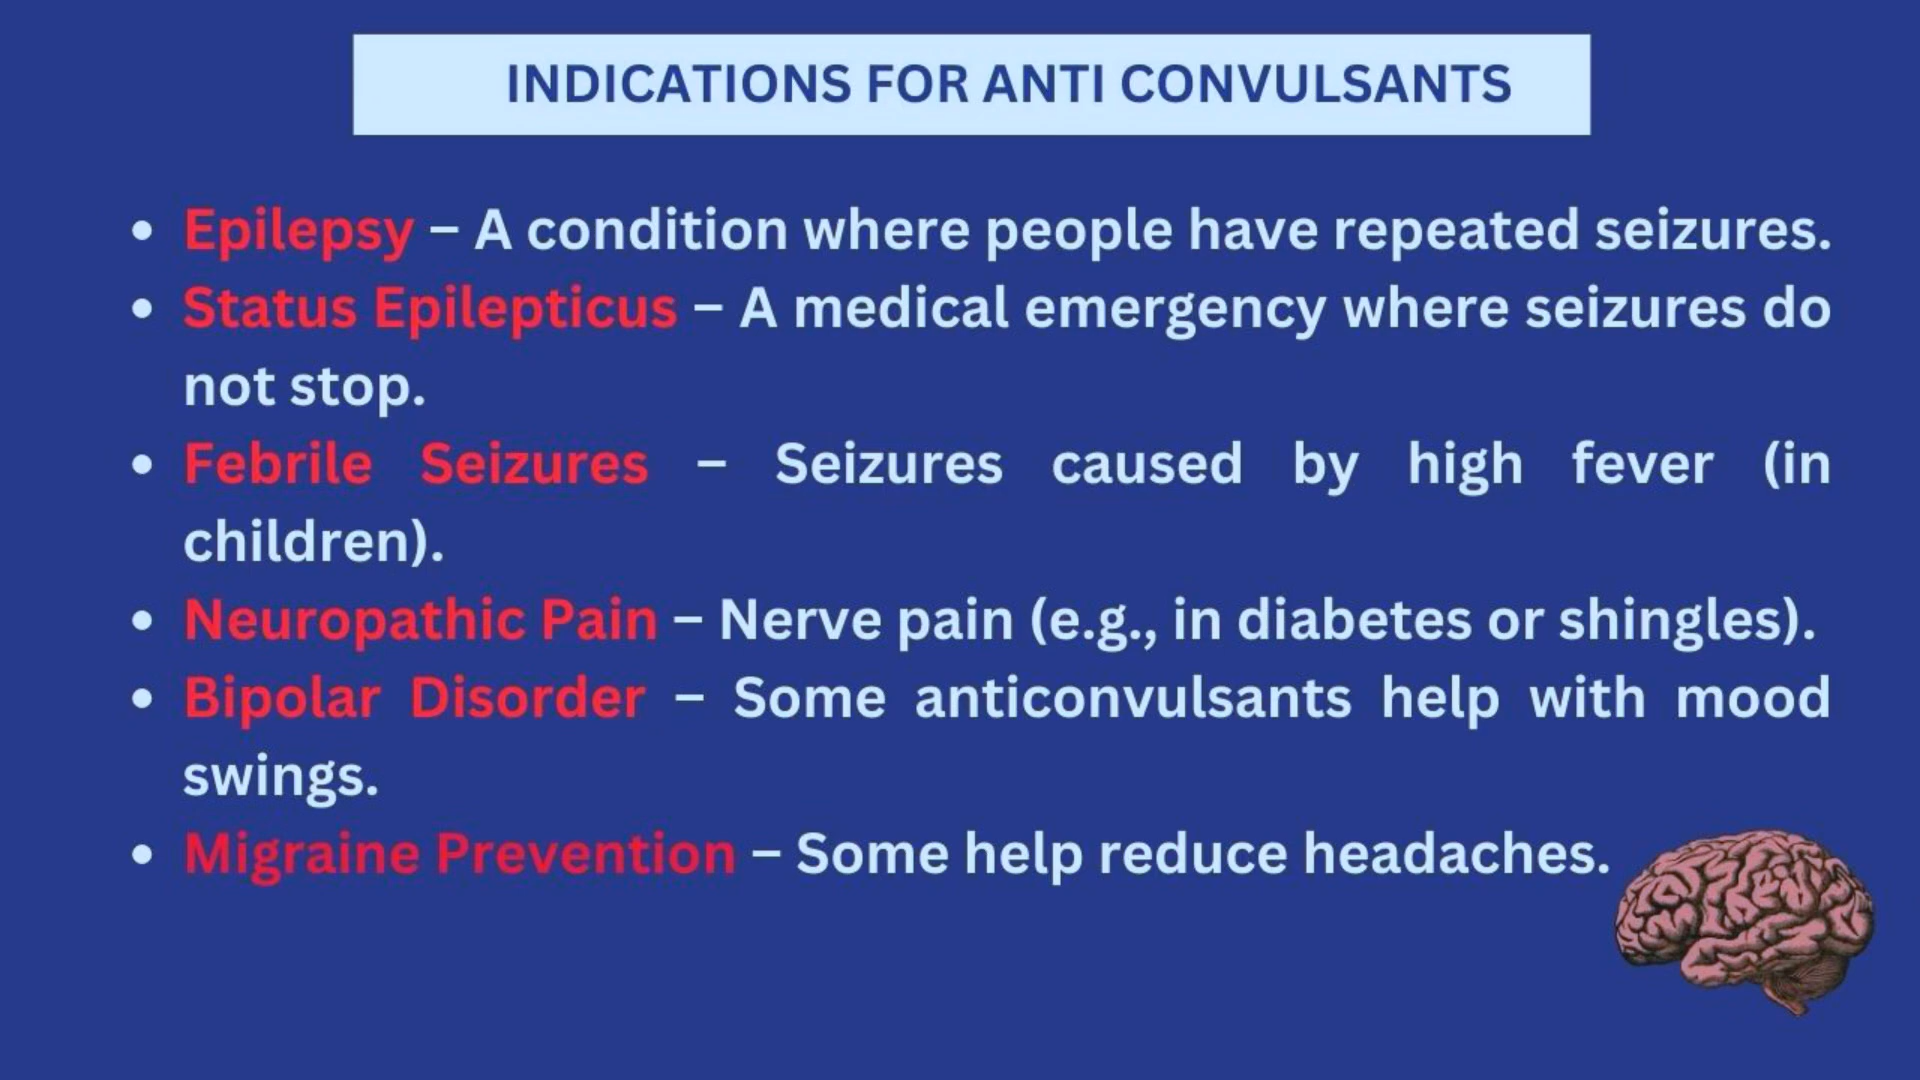 INDICATIONS FOR ANTI CONVULSANTS
• Epilepsy – A condition where people have repeated seizures.
• Status Epilepticus – A medical emergency where seizures do
not stop.
• Febrile Seizures – Seizures caused by high fever (in
children).
• Neuropathic Pain – Nerve pain (e.g., in diabetes or shingles).
• Bipolar Disorder – Some anticonvulsants help with mood
swings.
• Migraine Prevention – Some help reduce headaches.